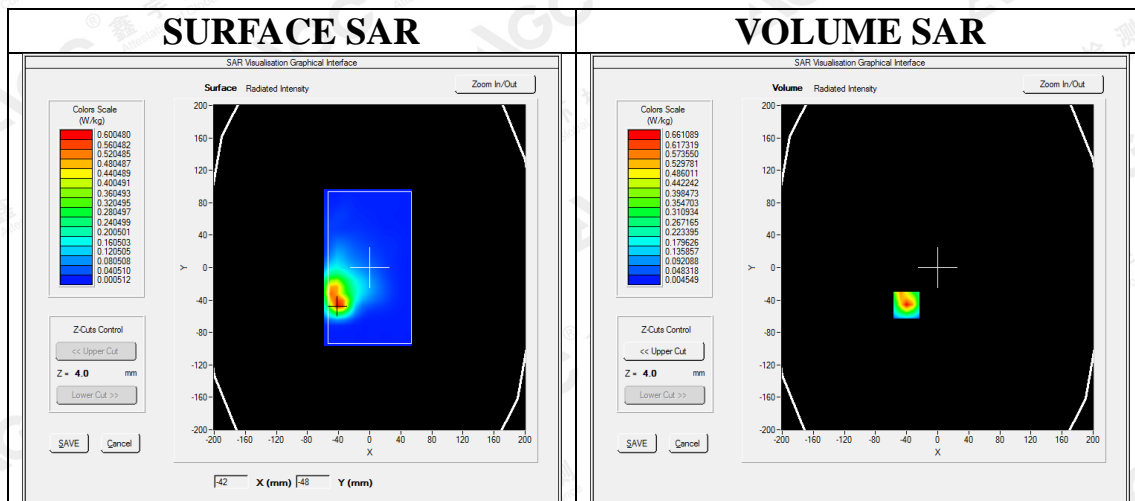 SURFACE SAR
SAR Visualisation Graphical Interface
Surface Radiated Intensity
Zoom In/Out
Colors Scale
(W/kg)
0.600480
0.560482
0.520485
0.480487
0.440489
0.400491
0.360493
0.320495
0.280497
0.240499
0.200501
0.160503
0.120505
0.080508
0.040510
0.000512
200
160
120
80
40
Y 0
-40
-80
-120
-160
-200
-200 -160 -120 -80 -40 0 40 80 120 160 200
X
Z-Cuts Control
<< Upper Cut
Z = 4.0 mm
Lower Cut >>
SAVE Cancel
-42 X (mm) -48 Y (mm)
VOLUME SAR
SAR Visualisation Graphical Interface
Volume Radiated Intensity
Zoom In/Out
Colors Scale
(W/kg)
0.661089
0.617319
0.573550
0.529781
0.486011
0.442242
0.398473
0.354703
0.310934
0.267165
0.223395
0.179626
0.135857
0.092088
0.048318
0.004549
200
160
120
80
40
Y 0
-40
-80
-120
-160
-200
-200 -160 -120 -80 -40 0 40 80 120 160 200
X
Z-Cuts Control
<< Upper Cut
Z = 4.0 mm
Lower Cut >>
SAVE Cancel